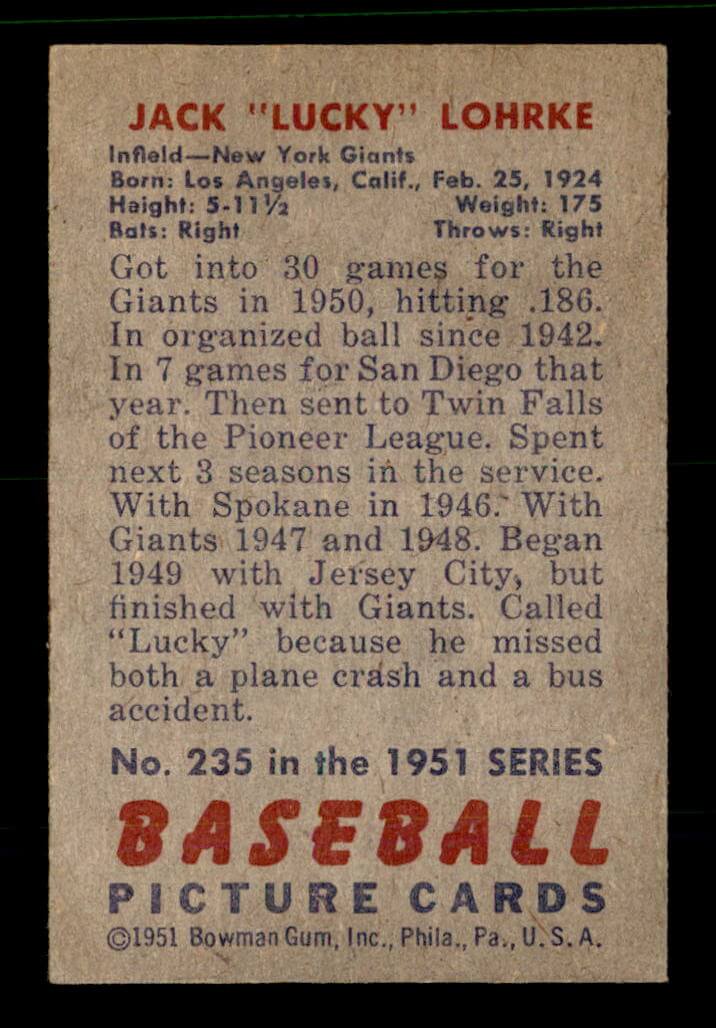 JACK "LUCKY" LOHRKE
Infield—New York Giants
Born: Los Angeles, Calif., Feb. 25, 1924
Height: 5-11½ Weight: 175
Bats: Right Throws: Right
Got into 30 games for the
Giants in 1950, hitting .186.
In organized ball since 1942.
In 7 games for San Diego that
year. Then sent to Twin Falls
of the Pioneer League. Spent
next 3 seasons in the service.
With Spokane in 1946. With
Giants 1947 and 1948. Began
1949 with Jersey City, but
finished with Giants. Called
"Lucky" because he missed
both a plane crash and a bus
accident.
No. 235 in the 1951 SERIES
BASEBALL
PICTURE CARDS
©1951 Bowman Gum, Inc., Phila., Pa., U.S.A.